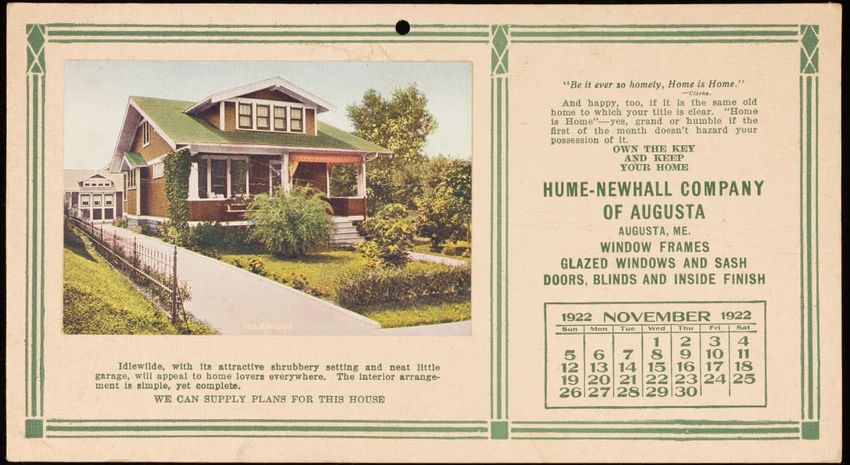 IDLEWILDE
Idlewilde, with its attractive shrubbery setting and neat little
garage, will appeal to home lovers everywhere. The interior arrange-
ment is simple, yet complete.
WE CAN SUPPLY PLANS FOR THIS HOUSE
"Be it ever so homely, Home is Home."
—Clarke.
And happy, too, if it is the same old
home to which your title is clear. "Home
is Home"—yes, grand or humble if the
first of the month doesn't hazard your
possession of it.
OWN THE KEY
AND KEEP
YOUR HOME
HUME-NEWHALL COMPANY
OF AUGUSTA
AUGUSTA, ME.
WINDOW FRAMES
GLAZED WINDOWS AND SASH
DOORS, BLINDS AND INSIDE FINISH
1922 NOVEMBER 1922
Sun Mon Tue Wed Thu Fri Sat
1 2 3 4
5 6 7 8 9 10 11
12 13 14 15 16 17 18
19 20 21 22 23 24 25
26 27 28 29 30